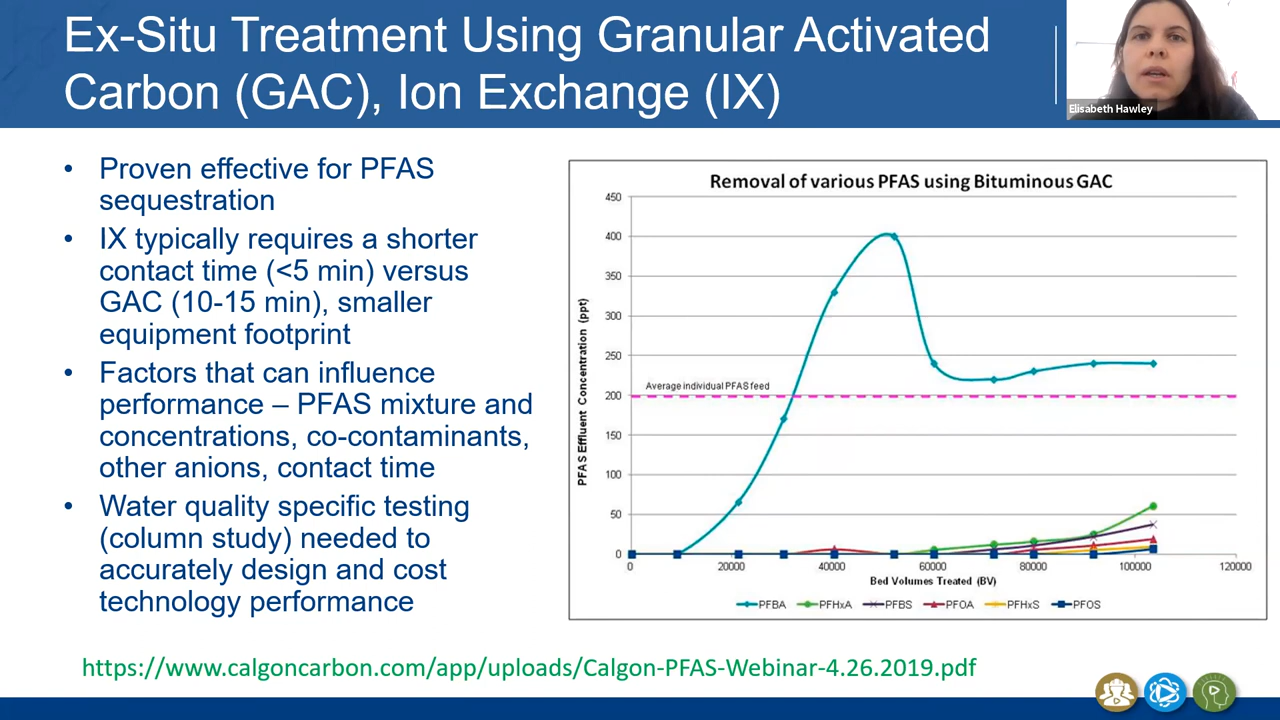 Ex-Situ Treatment Using Granular Activated
Carbon (GAC), Ion Exchange (IX)
Elisabeth Hawley
• Proven effective for PFAS
sequestration
• IX typically requires a shorter
contact time (<5 min) versus
GAC (10-15 min), smaller
equipment footprint
• Factors that can influence
performance – PFAS mixture and
concentrations, co-contaminants,
other anions, contact time
• Water quality specific testing
(column study) needed to
accurately design and cost
technology performance
Removal of various PFAS using Bituminous GAC
PFAS Effluent Concentration (ppt)
450
400
350
300
250
Average individual PFAS feed
200
150
100
50
0
0 20000 40000 60000 80000 100000 120000
Bed Volumes Treated (BV)
PFBA PFHxA PFBS PFOA PFHxS PFOS
https://www.calgoncarbon.com/app/uploads/Calgon-PFAS-Webinar-4.26.2019.pdf